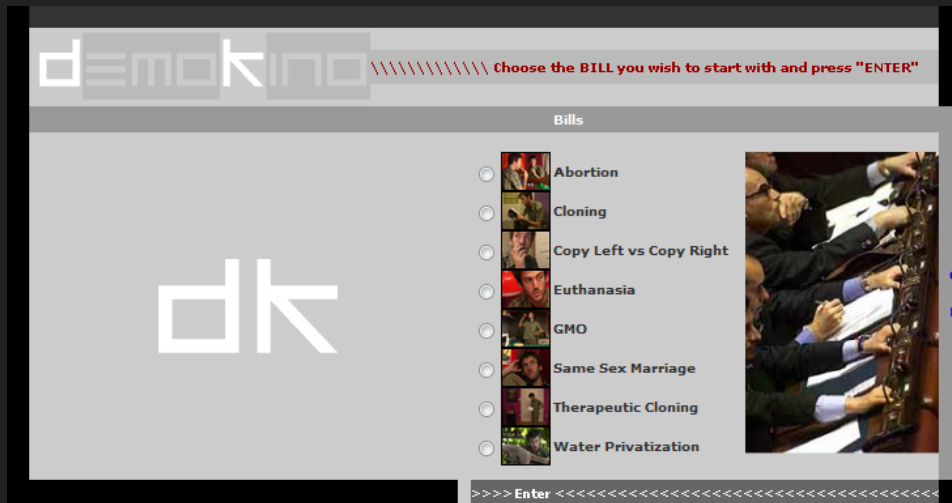 demokino
\\\\\\\\\\\\\ Choose the BILL you wish to start with and press "ENTER"
Bills
dk
Abortion
Cloning
Copy Left vs Copy Right
Euthanasia
GMO
Same Sex Marriage
Therapeutic Cloning
Water Privatization
>>>>Enter <<<<<<<<<<<<<<<<<<<<<<<<<<<<<<<<<<<<<